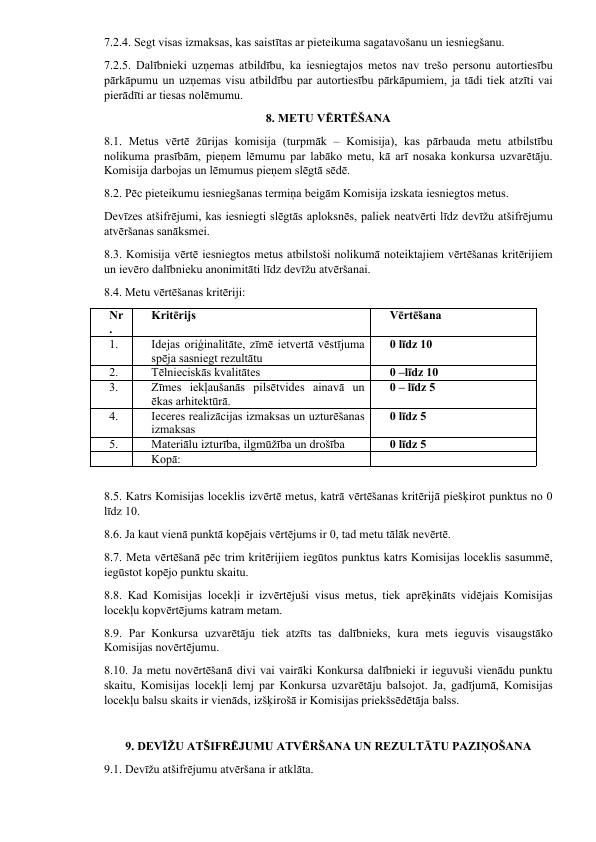 7.2.4. Segt visas izmaksas, kas saistītas ar pieteikuma sagatavošanu un iesniegšanu.
7.2.5. Dalībnieki uzņemas atbildību, ka iesniegtajos metos nav trešo personu autortiesību
pārkāpumu un uzņemas visu atbildību par autortiesību pārkāpumiem, ja tādi tiek atzīti vai
pierādīti ar tiesas nolēmumu.
8. METU VĒRTĒŠANA
8.1. Metus vērtē žūrijas komisija (turpmāk – Komisija), kas pārbauda metu atbilstību
nolikuma prasībām, pieņem lēmumu par labāko metu, kā arī nosaka konkursa uzvarētāju.
Komisija darbojas un lēmumus pieņem slēgtā sēdē.
8.2. Pēc pieteikumu iesniegšanas termiņa beigām Komisija izskata iesniegtos metus.
Devīzes atšifrējumi, kas iesniegti slēgtās aploksnēs, paliek neatvērti līdz devīžu atšifrējumu
atvēršanas sanāksmei.
8.3. Komisija vērtē iesniegtos metus atbilstoši nolikumā noteiktajiem vērtēšanas kritērijiem
un ievēro dalībnieku anonimitāti līdz devīžu atvēršanai.
8.4. Metu vērtēšanas kritēriji:
Nr Kritērijs Vērtēšana
.
1. Idejas oriģinalitāte, zīmē ietvertā vēstījuma 0 līdz 10
spēja sasniegt rezultātu
2. Tēlnieciskās kvalitātes 0 –līdz 10
3. Zīmes iekļaušanās pilsētvides ainavā un 0 – līdz 5
ēkas arhitektūrā.
4. Ieceres realizācijas izmaksas un uzturēšanas 0 līdz 5
izmaksas
5. Materiālu izturība, ilgmūžība un drošība 0 līdz 5
Kopā:
8.5. Katrs Komisijas loceklis izvērtē metus, katrā vērtēšanas kritērijā piešķirot punktus no 0
līdz 10.
8.6. Ja kaut vienā punktā kopējais vērtējums ir 0, tad metu tālāk nevērtē.
8.7. Meta vērtēšanā pēc trim kritērijiem iegūtos punktus katrs Komisijas loceklis sasummē,
iegūstot kopējo punktu skaitu.
8.8. Kad Komisijas locekļi ir izvērtējuši visus metus, tiek aprēķināts vidējais Komisijas
locekļu kopvērtējums katram metam.
8.9. Par Konkursa uzvarētāju tiek atzīts tas dalībnieks, kura mets ieguvis visaugstāko
Komisijas novērtējumu.
8.10. Ja metu novērtēšanā divi vai vairāki Konkursa dalībnieki ir ieguvuši vienādu punktu
skaitu, Komisijas locekļi lemj par Konkursa uzvarētāju balsojot. Ja, gadījumā, Komisijas
locekļu balsu skaits ir vienāds, izšķirošā ir Komisijas priekšsēdētāja balss.
9. DEVĪŽU ATŠIFRĒJUMU ATVĒRŠANA UN REZULTĀTU PAZIŅOŠANA
9.1. Devīžu atšifrējumu atvēršana ir atklāta.